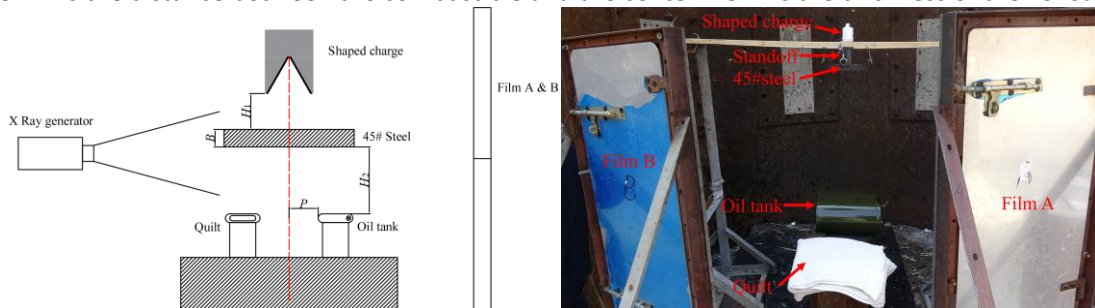 Shaped charge
H₁
X Ray generator
B
45# Steel
H₂
P
Quilt
Oil tank
Film A & B
Shaped charge
Standoff
45#steel
Film B
Oil tank
Film A
Quilt